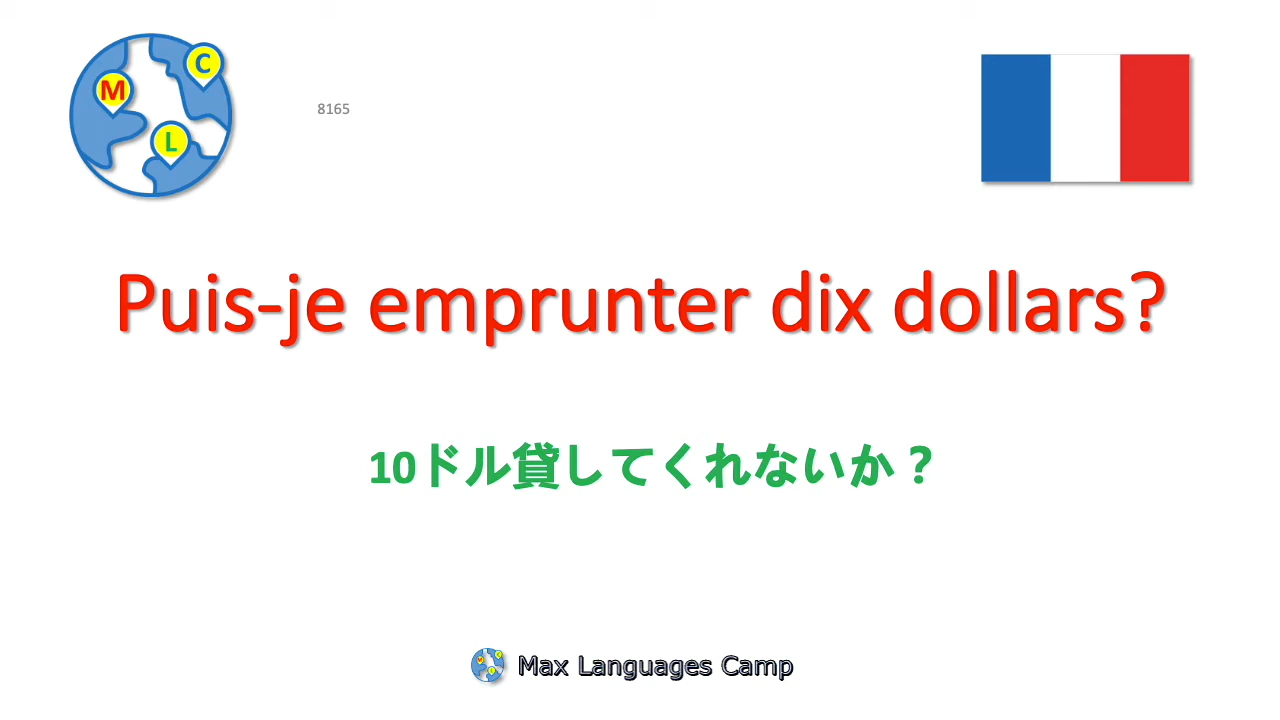 M
C
L
8165
Puis-je emprunter dix dollars?
10ドル貸してくれないか？
Max Languages Camp